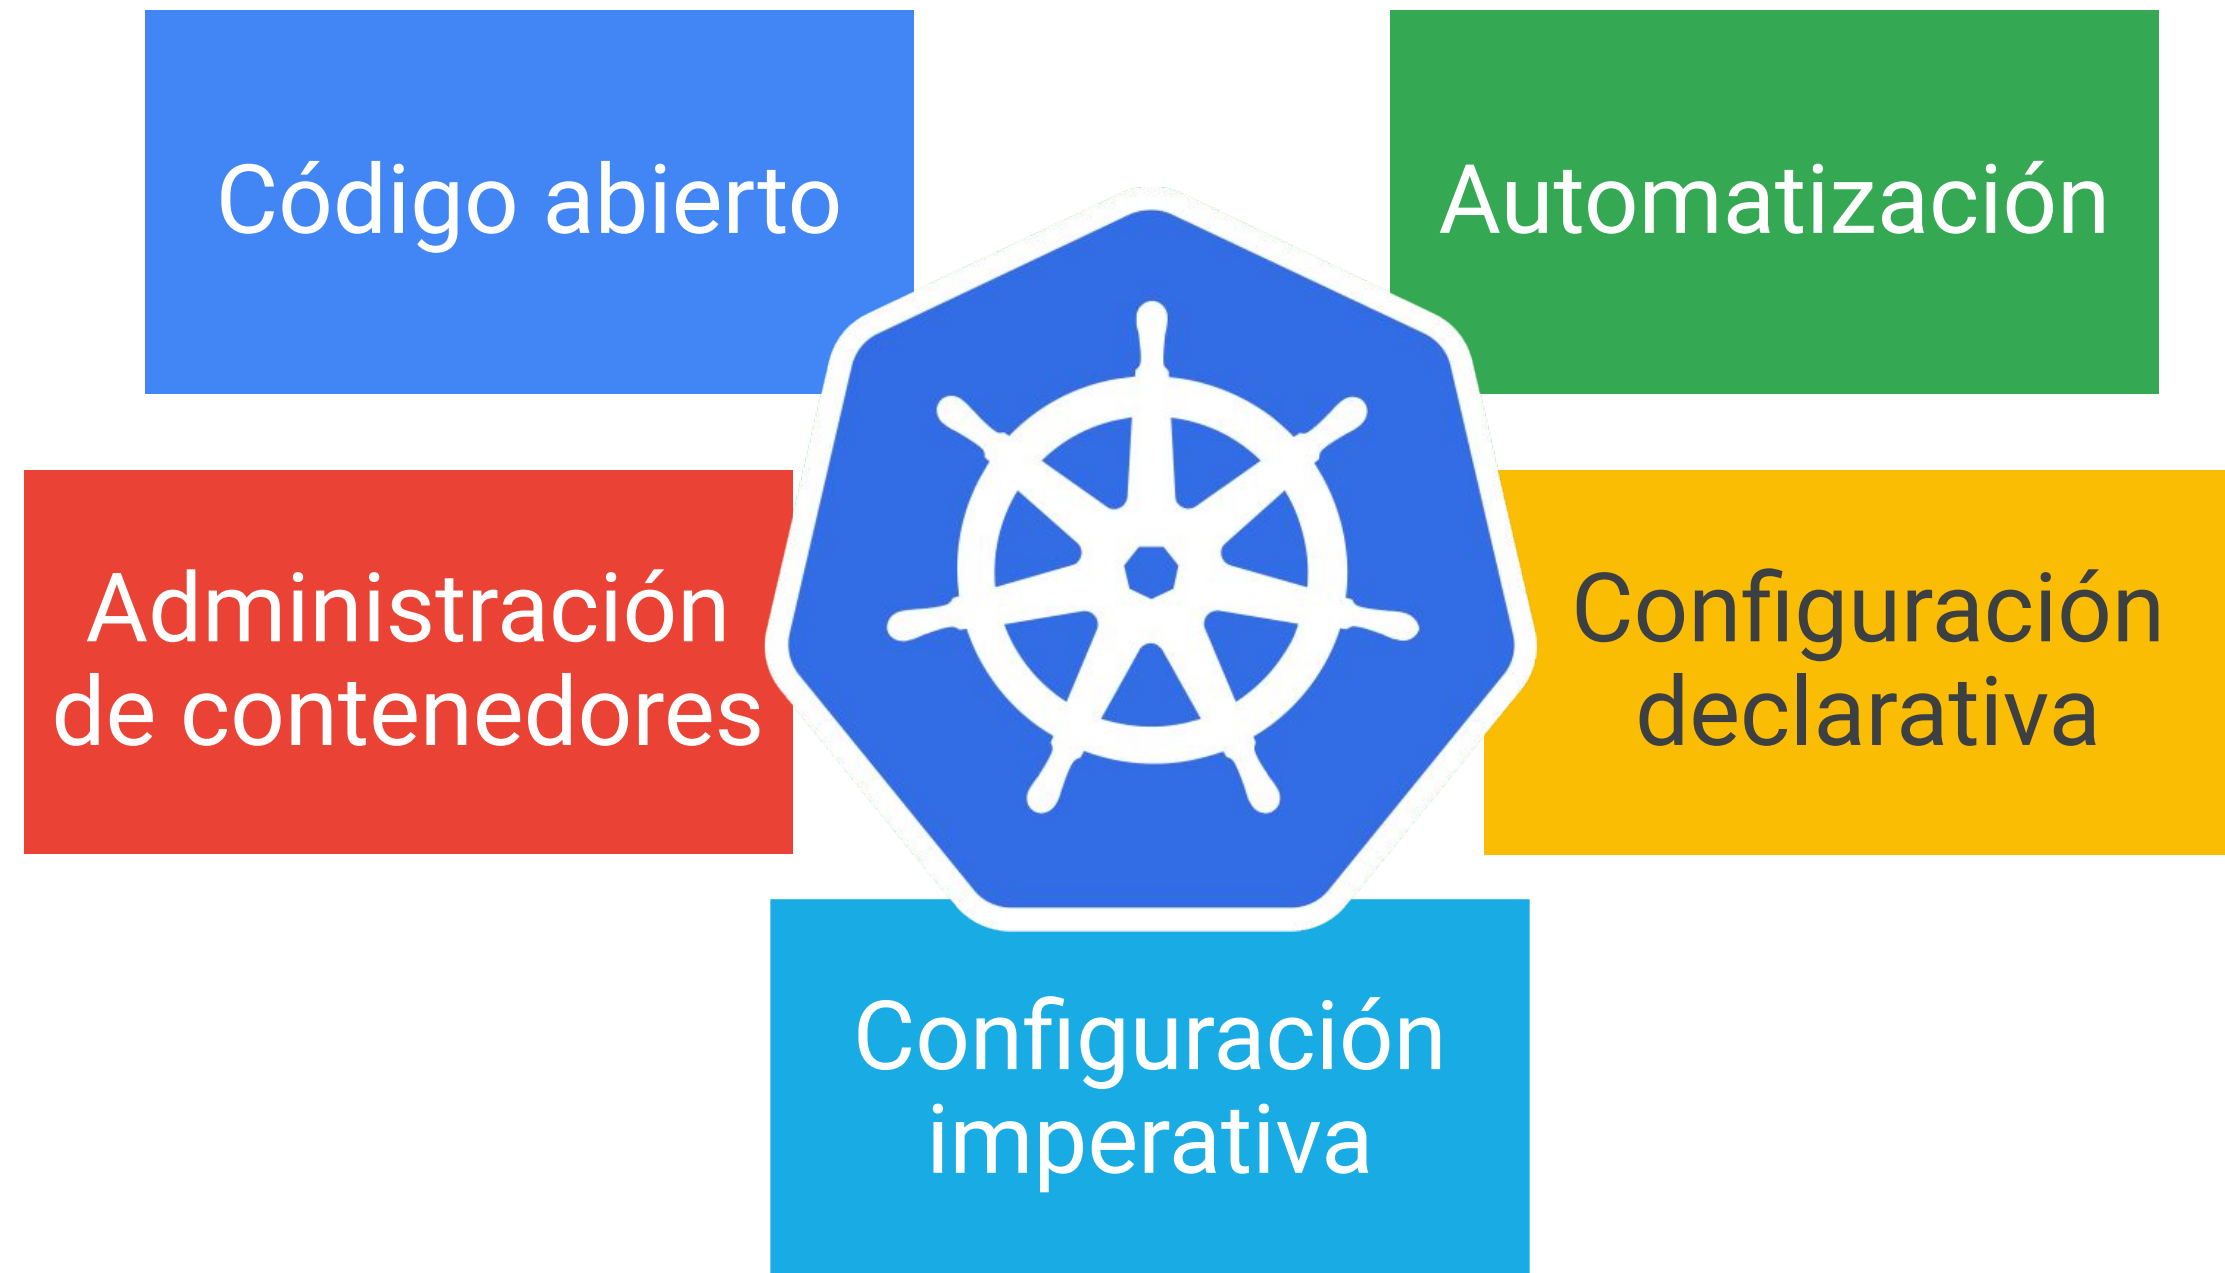 Código abierto
Automatización
Administración
de contenedores
Configuración
declarativa
Configuración
imperativa